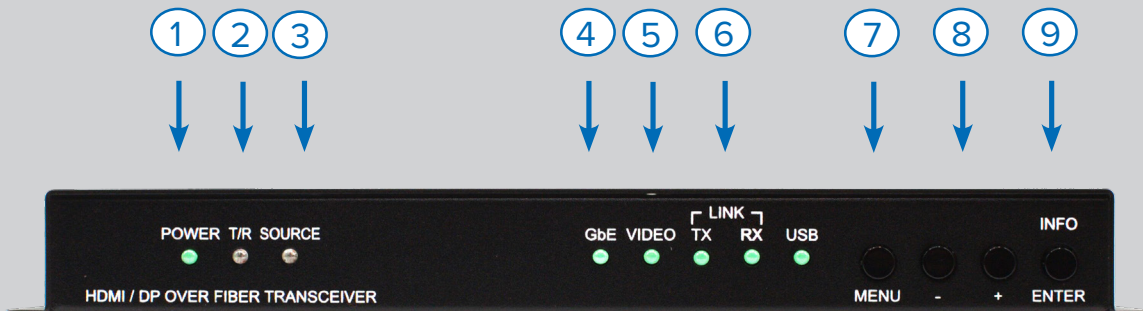 1 2 3 4 5 6 7 8 9
LINK
INFO
POWER T/R SOURCE GbE VIDEO TX RX USB
HDMI / DP OVER FIBER TRANSCEIVER MENU - + ENTER